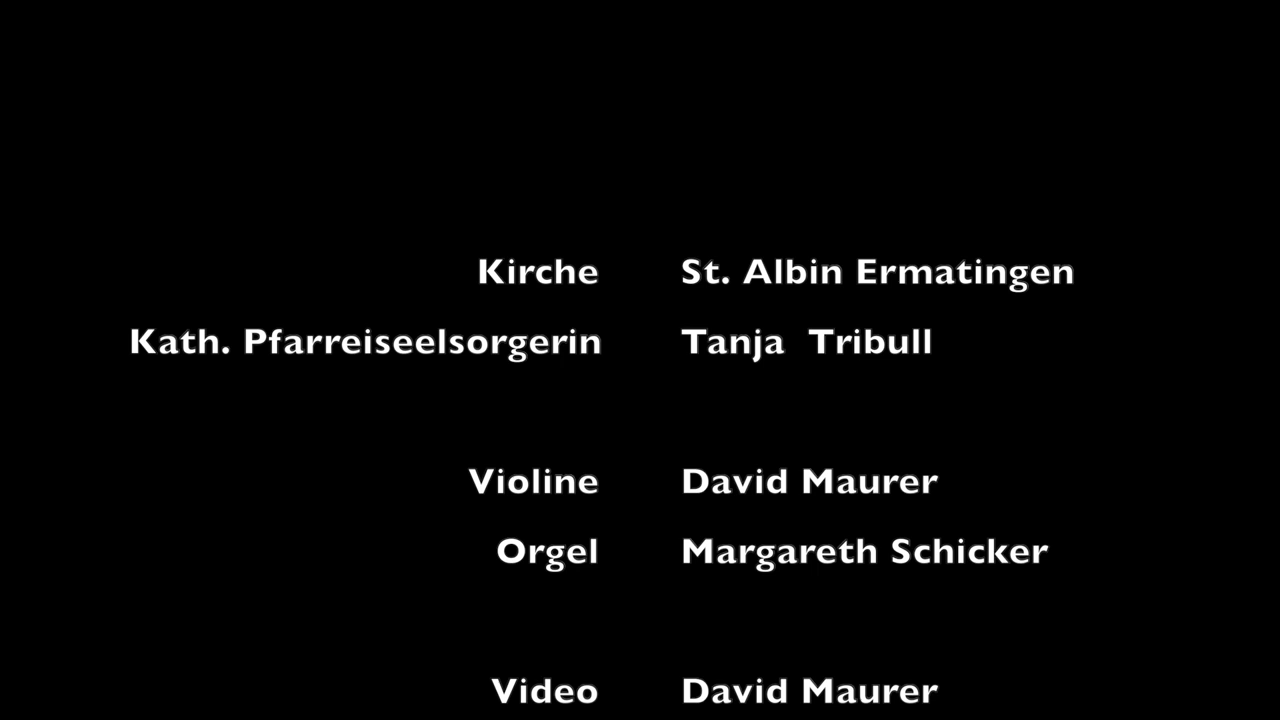 Kirche St. Albin Ermatingen
Kath. Pfarreiseelsorgerin Tanja Tribull
Violine David Maurer
Orgel Margareth Schicker
Video David Maurer